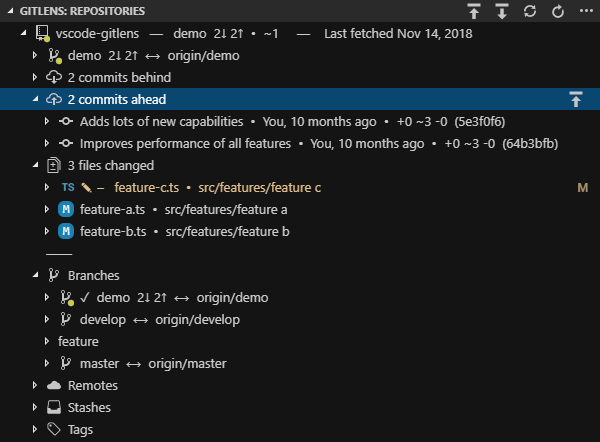 GITLENS: REPOSITORIES
vscode-gitlens — demo 2↓ 2↑ • ~1 — Last fetched Nov 14, 2018
demo 2↓ 2↑ ↔ origin/demo
2 commits behind
2 commits ahead
Adds lots of new capabilities • You, 10 months ago • +0 ~3 -0 (5e3f0f6)
Improves performance of all features • You, 10 months ago • +0 ~3 -0 (64b3bfb)
3 files changed
TS – feature-c.ts • src/features/feature c M
M feature-a.ts • src/features/feature a
M feature-b.ts • src/features/feature b
Branches
✓ demo 2↓ 2↑ ↔ origin/demo
develop ↔ origin/develop
feature
master ↔ origin/master
Remotes
Stashes
Tags